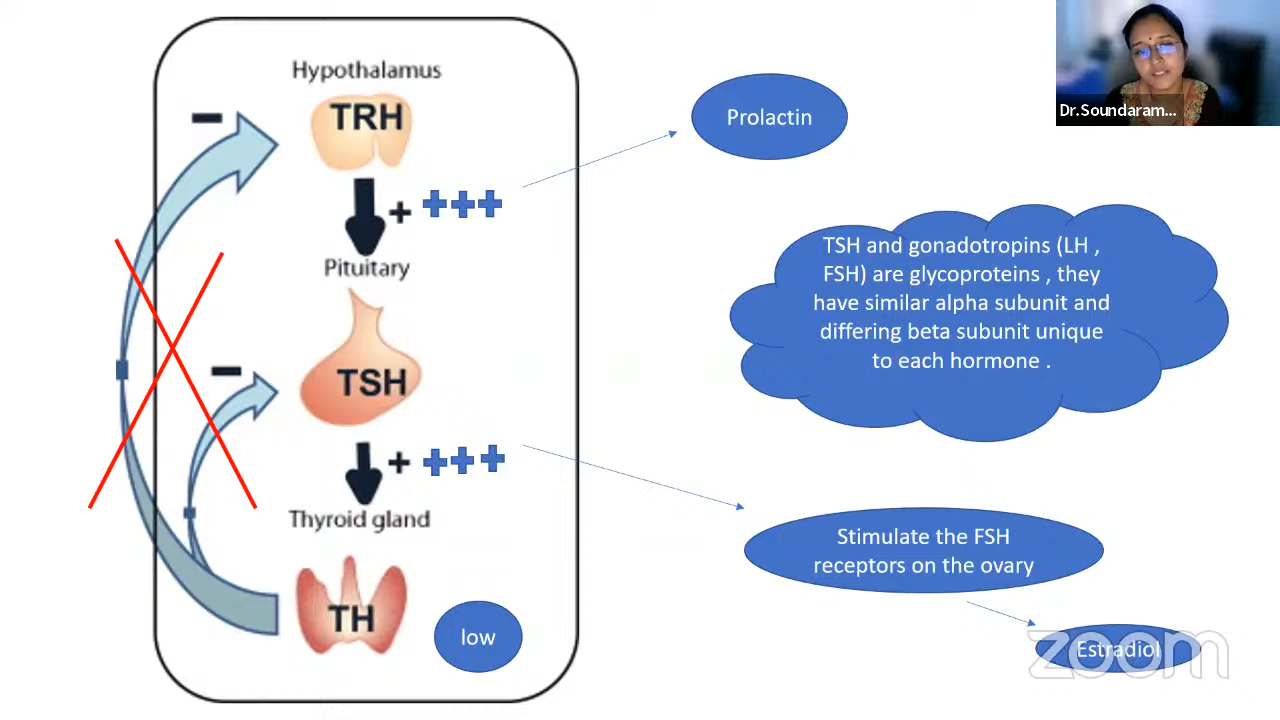 Hypothalamus
TRH
-
+ +++
Pituitary
-
TSH
+ +++
Thyroid gland
TH
low
Prolactin
TSH and gonadotropins (LH ,
FSH) are glycoproteins , they
have similar alpha subunit and
differing beta subunit unique
to each hormone .
Stimulate the FSH
receptors on the ovary
Estradiol
zoom
Dr.Soundaram...